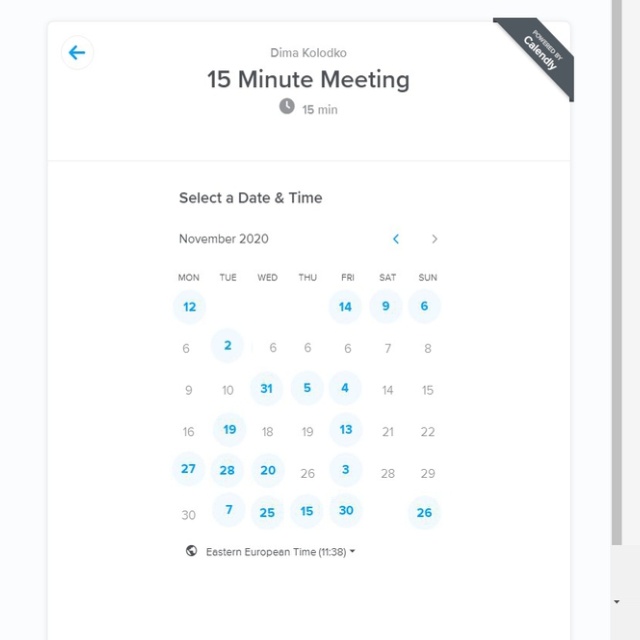 POWERED BY
Calendly
Dima Kolodko
15 Minute Meeting
15 min
Select a Date & Time
November 2020
MON TUE WED THU FRI SAT SUN
12 14 9 6
6 2 6 6 6 7 8
9 10 31 5 4 14 15
16 19 18 19 13 21 22
27 28 20 26 3 28 29
30 7 25 15 30 26
Eastern European Time (11:38)